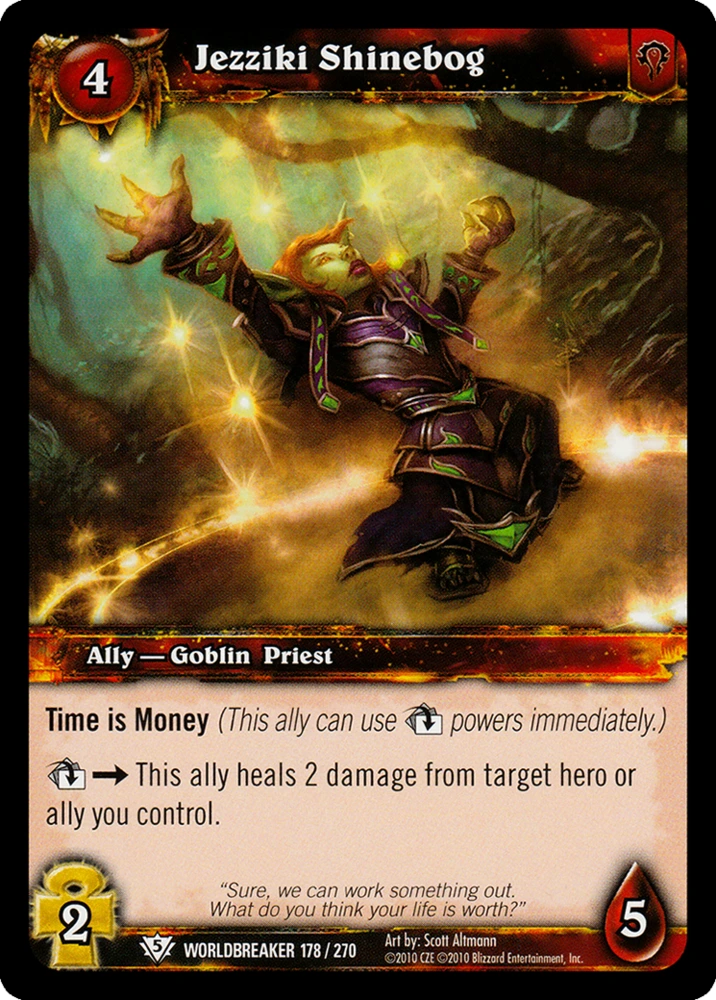 4
Jezziki Shinebog
Ally — Goblin Priest
Time is Money (This ally can use powers immediately.)
→ This ally heals 2 damage from target hero or
ally you control.
"Sure, we can work something out.
What do you think your life is worth?"
2
5
5
WORLDBREAKER 178 / 270
Art by: Scott Altmann
©2010 CZE ©2010 Blizzard Entertainment, Inc.